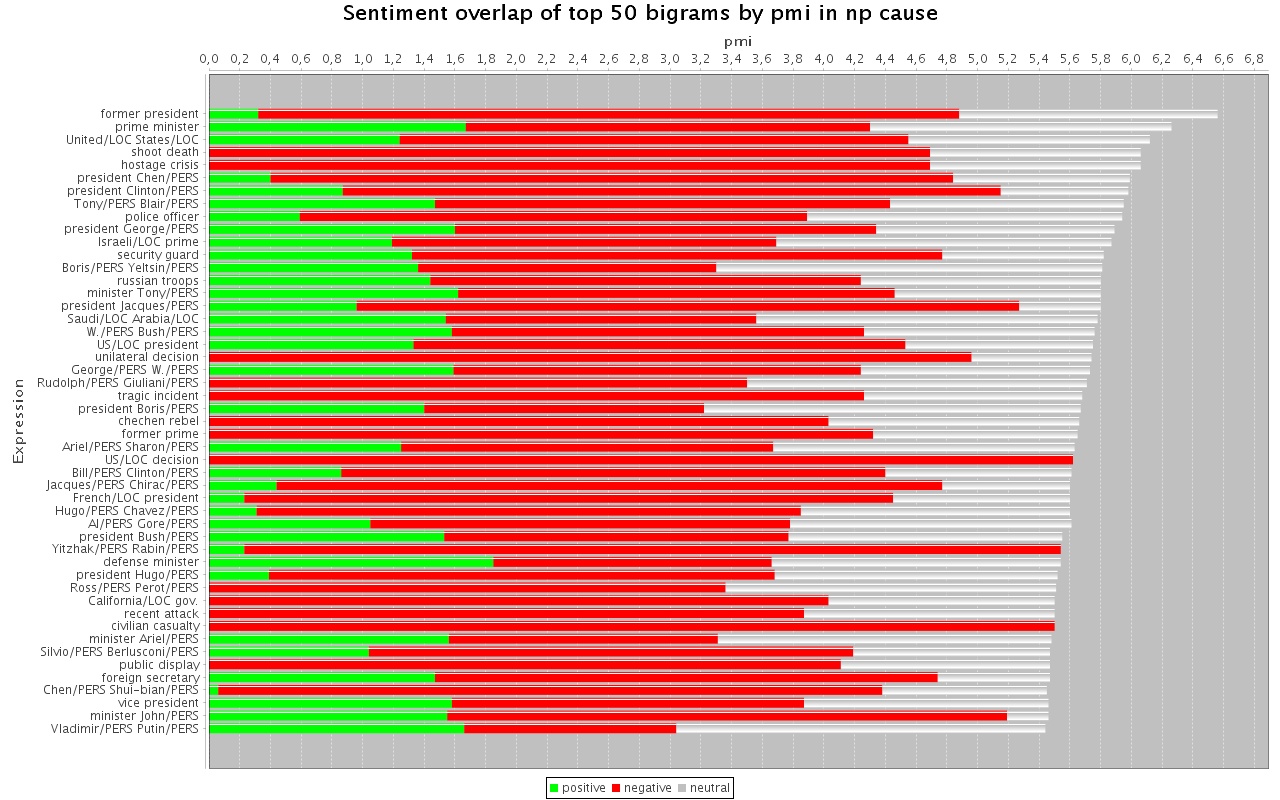 Sentiment overlap of top 50 bigrams by pmi in np cause
pmi
0,0 0,2 0,4 0,6 0,8 1,0 1,2 1,4 1,6 1,8 2,0 2,2 2,4 2,6 2,8 3,0 3,2 3,4 3,6 3,8 4,0 4,2 4,4 4,6 4,8 5,0 5,2 5,4 5,6 5,8 6,0 6,2 6,4 6,6 6,8
Expression
former president
prime minister
United/LOC States/LOC
shoot death
hostage crisis
president Chen/PERS
president Clinton/PERS
Tony/PERS Blair/PERS
police officer
president George/PERS
Israeli/LOC prime
security guard
Boris/PERS Yeltsin/PERS
russian troops
minister Tony/PERS
president Jacques/PERS
Saudi/LOC Arabia/LOC
W./PERS Bush/PERS
US/LOC president
unilateral decision
George/PERS W./PERS
Rudolph/PERS Giuliani/PERS
tragic incident
president Boris/PERS
chechen rebel
former prime
Ariel/PERS Sharon/PERS
US/LOC decision
Bill/PERS Clinton/PERS
Jacques/PERS Chirac/PERS
French/LOC president
Hugo/PERS Chavez/PERS
Al/PERS Gore/PERS
president Bush/PERS
Yitzhak/PERS Rabin/PERS
defense minister
president Hugo/PERS
Ross/PERS Perot/PERS
California/LOC gov.
recent attack
civilian casualty
minister Ariel/PERS
Silvio/PERS Berlusconi/PERS
public display
foreign secretary
Chen/PERS Shui-bian/PERS
vice president
minister John/PERS
Vladimir/PERS Putin/PERS
positive negative neutral